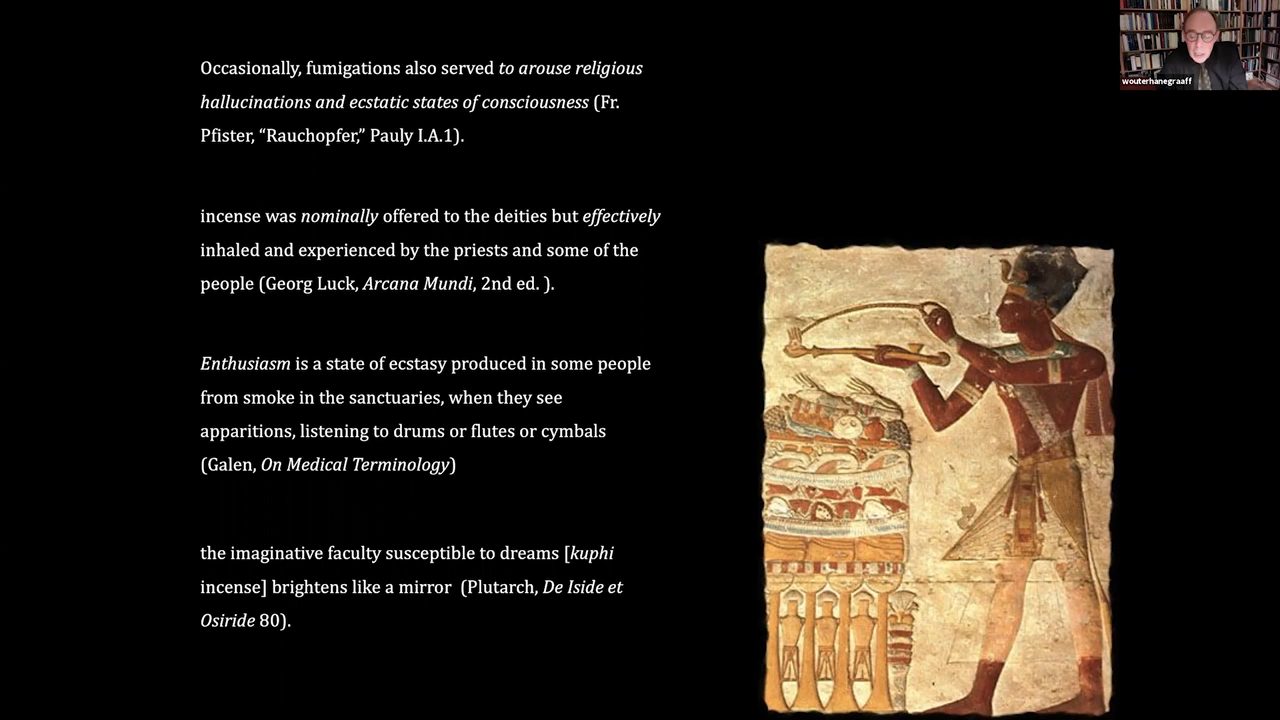 wouterhanegraaff
Occasionally, fumigations also served to arouse religious
hallucinations and ecstatic states of consciousness (Fr.
Pfister, “Rauchopfer,” Pauly I.A.1).
incense was nominally offered to the deities but effectively
inhaled and experienced by the priests and some of the
people (Georg Luck, Arcana Mundi, 2nd ed. ).
Enthusiasm is a state of ecstasy produced in some people
from smoke in the sanctuaries, when they see
apparitions, listening to drums or flutes or cymbals
(Galen, On Medical Terminology)
the imaginative faculty susceptible to dreams [kuphi
incense] brightens like a mirror  (Plutarch, De Iside et
Osiride 80).